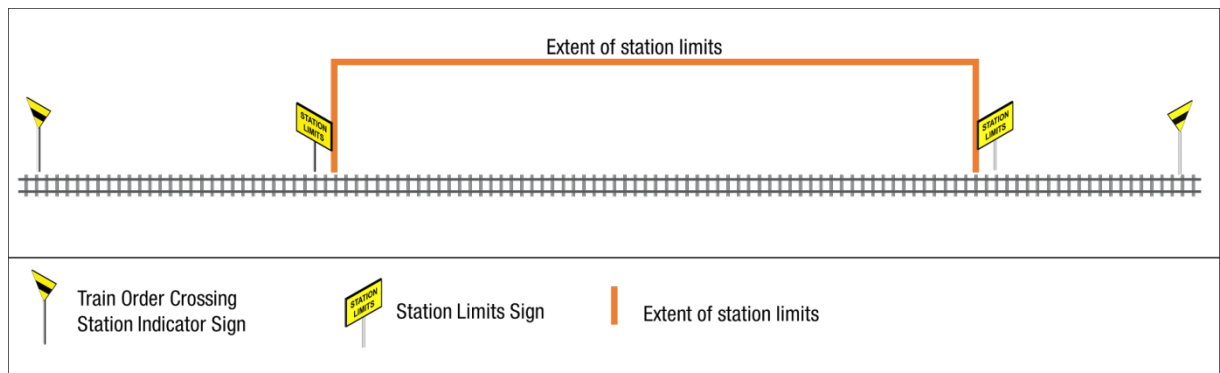 Extent of station limits
STATION
LIMITS
STATION
LIMITS
Train Order Crossing
Station Indicator Sign
STATION
LIMITS
Station Limits Sign
Extent of station limits